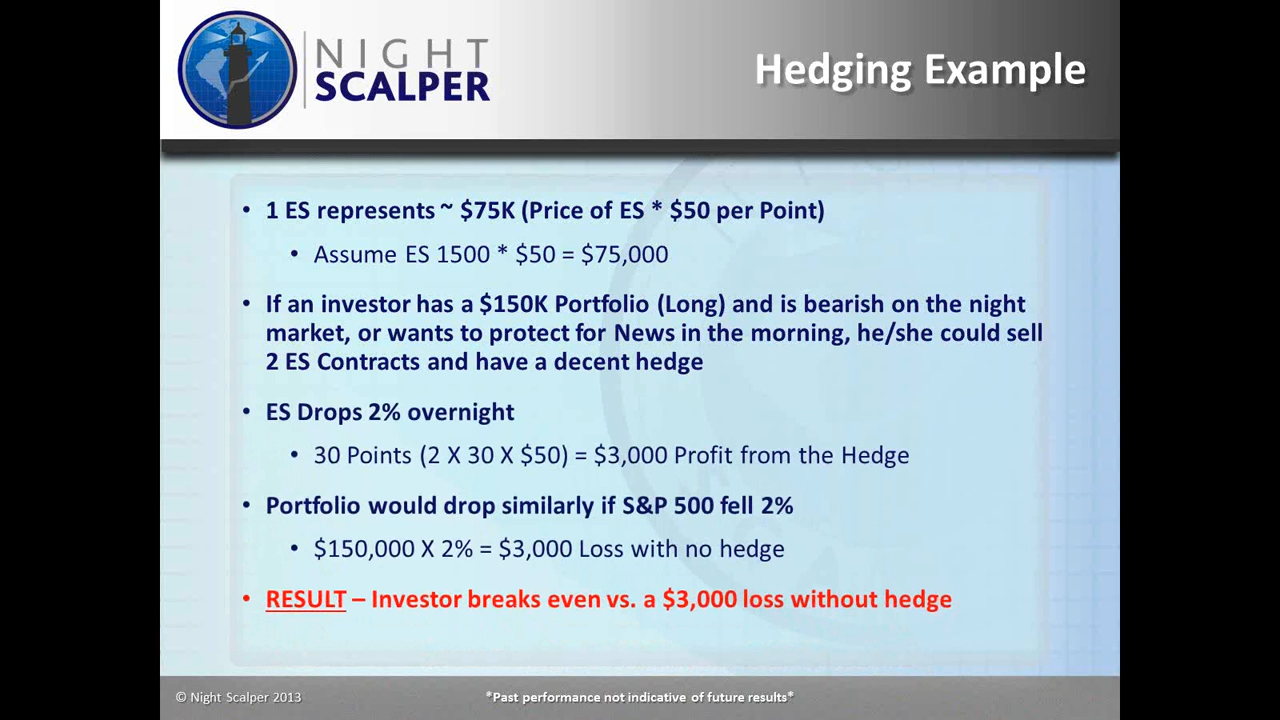 NIGHT
SCALPER
Hedging Example
• 1 ES represents ~ $75K (Price of ES * $50 per Point)
• Assume ES 1500 * $50 = $75,000
• If an investor has a $150K Portfolio (Long) and is bearish on the night
market, or wants to protect for News in the morning, he/she could sell
2 ES Contracts and have a decent hedge
• ES Drops 2% overnight
• 30 Points (2 X 30 X $50) = $3,000 Profit from the Hedge
• Portfolio would drop similarly if S&P 500 fell 2%
• $150,000 X 2% = $3,000 Loss with no hedge
• RESULT – Investor breaks even vs. a $3,000 loss without hedge
© Night Scalper 2013
*Past performance not indicative of future results*